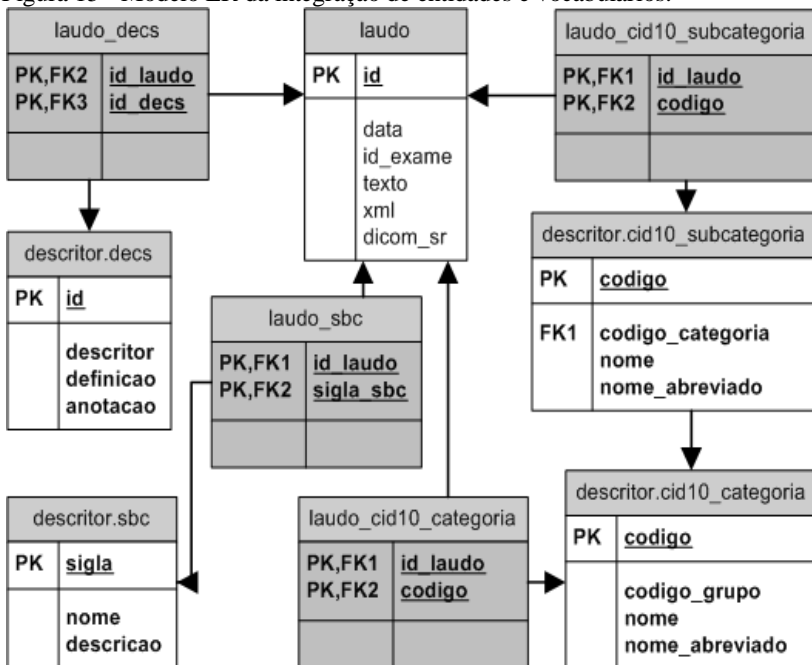 Figura - Modelo ER da integração de entidades e vocabulários.
laudo_decs
PK,FK2 id_laudo
PK,FK3 id_decs
laudo
PK id
data
id_exame
texto
xml
dicom_sr
laudo_cid10_subcategoria
PK,FK1 id_laudo
PK,FK2 codigo
descritor.decs
PK id
descritor
definicao
anotacao
descritor.cid10_subcategoria
PK codigo
FK1 codigo_categoria
nome
nome_abreviado
laudo_sbc
PK,FK1 id_laudo
PK,FK2 sigla_sbc
descritor.sbc
PK sigla
nome
descricao
laudo_cid10_categoria
PK,FK1 id_laudo
PK,FK2 codigo
descritor.cid10_categoria
PK codigo
codigo_grupo
nome
nome_abreviado